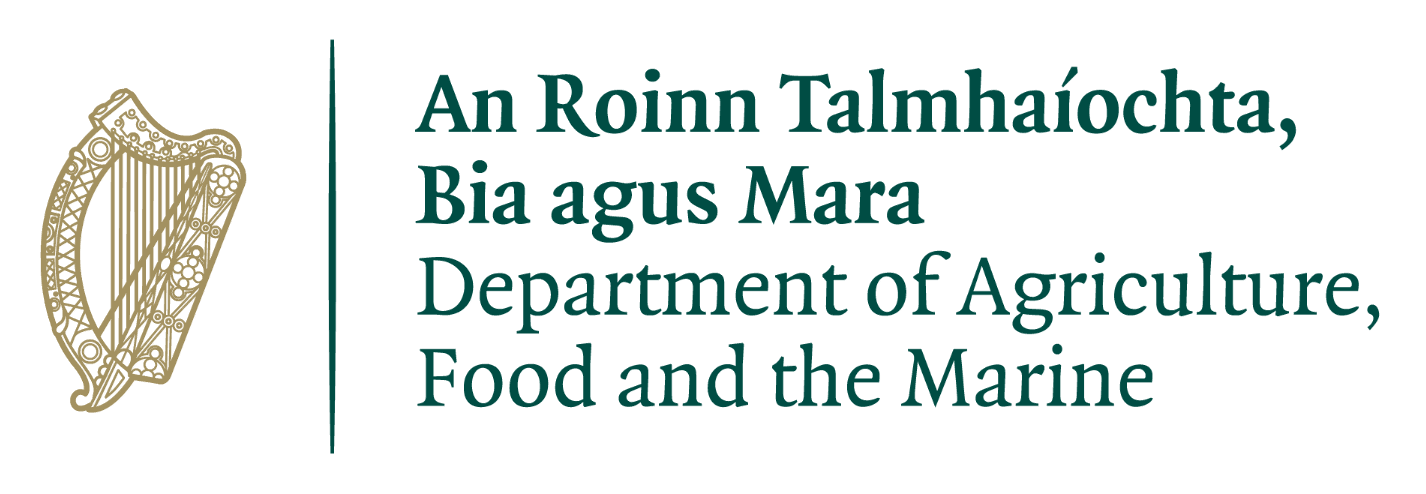 An Roinn Talmhaíochta,
Bia agus Mara
Department of Agriculture,
Food and the Marine